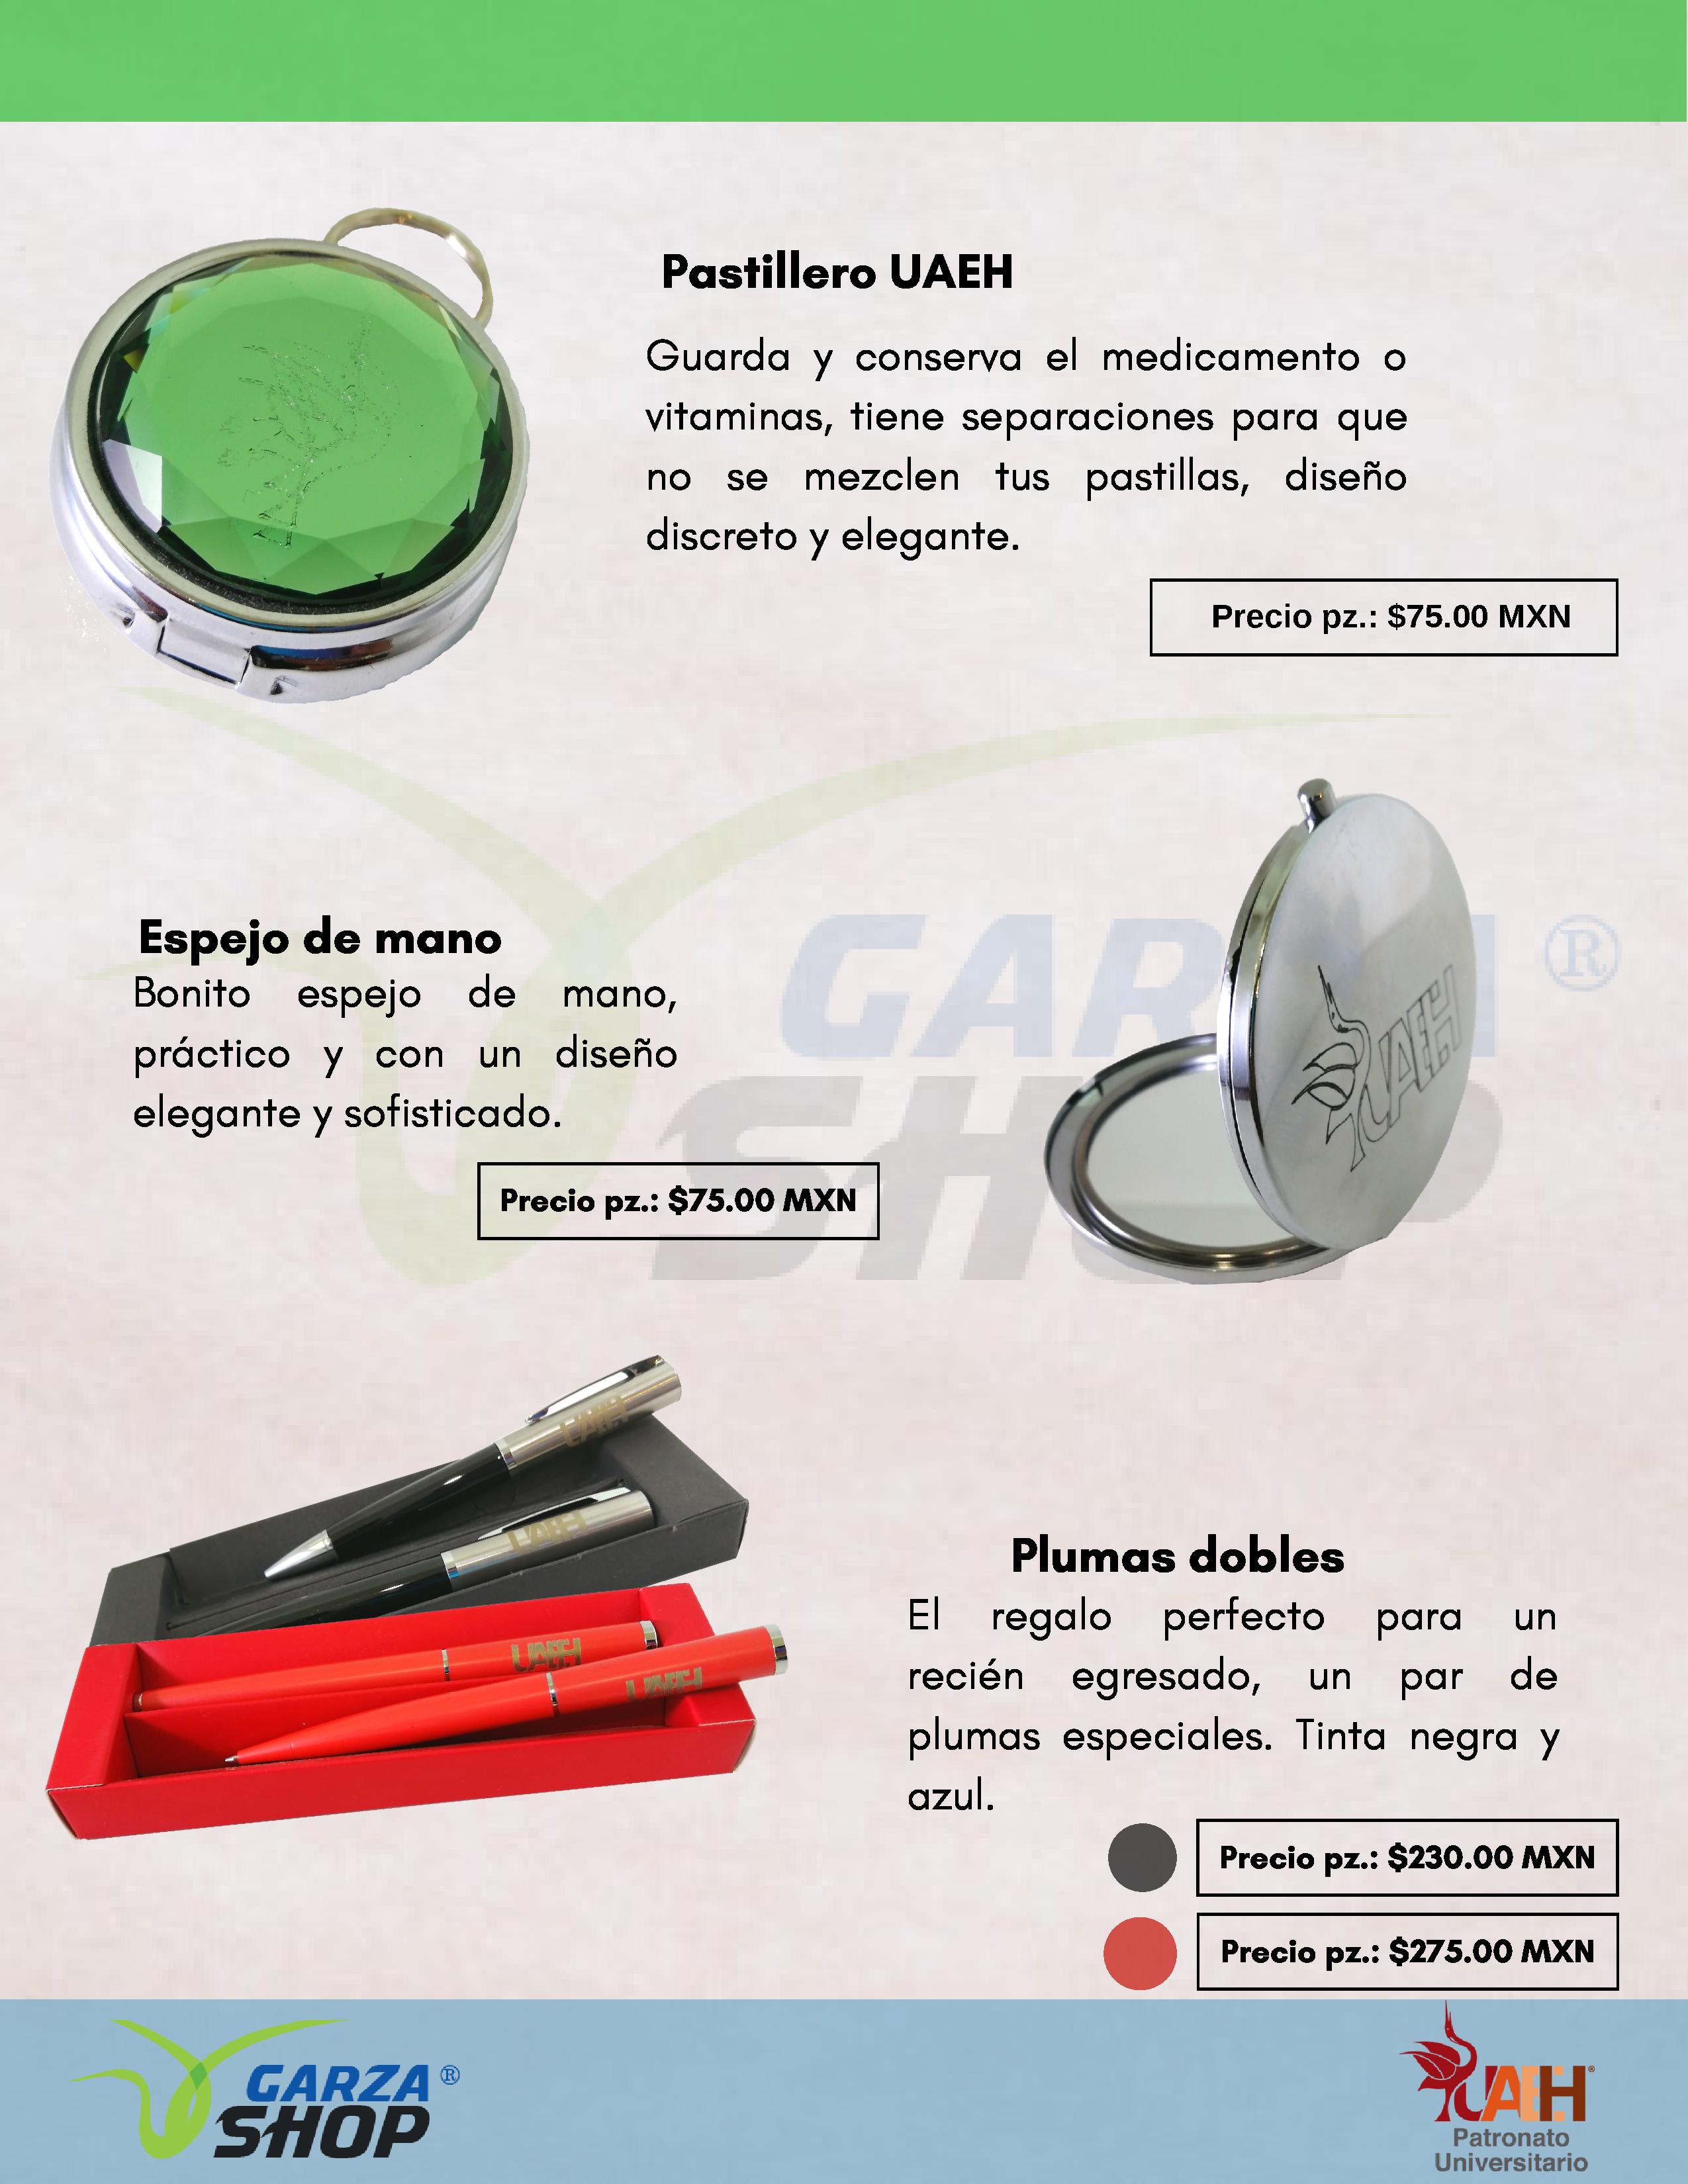 Pastillero UAEH
Guarda y conserva el medicamento o
vitaminas, tiene separaciones para que
no se mezclen tus pastillas, diseño
discreto y elegante.
Precio pz.: $75.00 MXN
GARZA ®
SHOP
Espejo de mano
Bonito espejo de mano,
práctico y con un diseño
elegante y sofisticado.
Precio pz.: $75.00 MXN
UAEH
UAEH
UAEH
UAEH
UAEH
Plumas dobles
El regalo perfecto para un
recién egresado, un par de
plumas especiales. Tinta negra y
azul.
Precio pz.: $230.00 MXN
Precio pz.: $275.00 MXN
GARZA ®
SHOP
UAEH ®
Patronato
Universitario